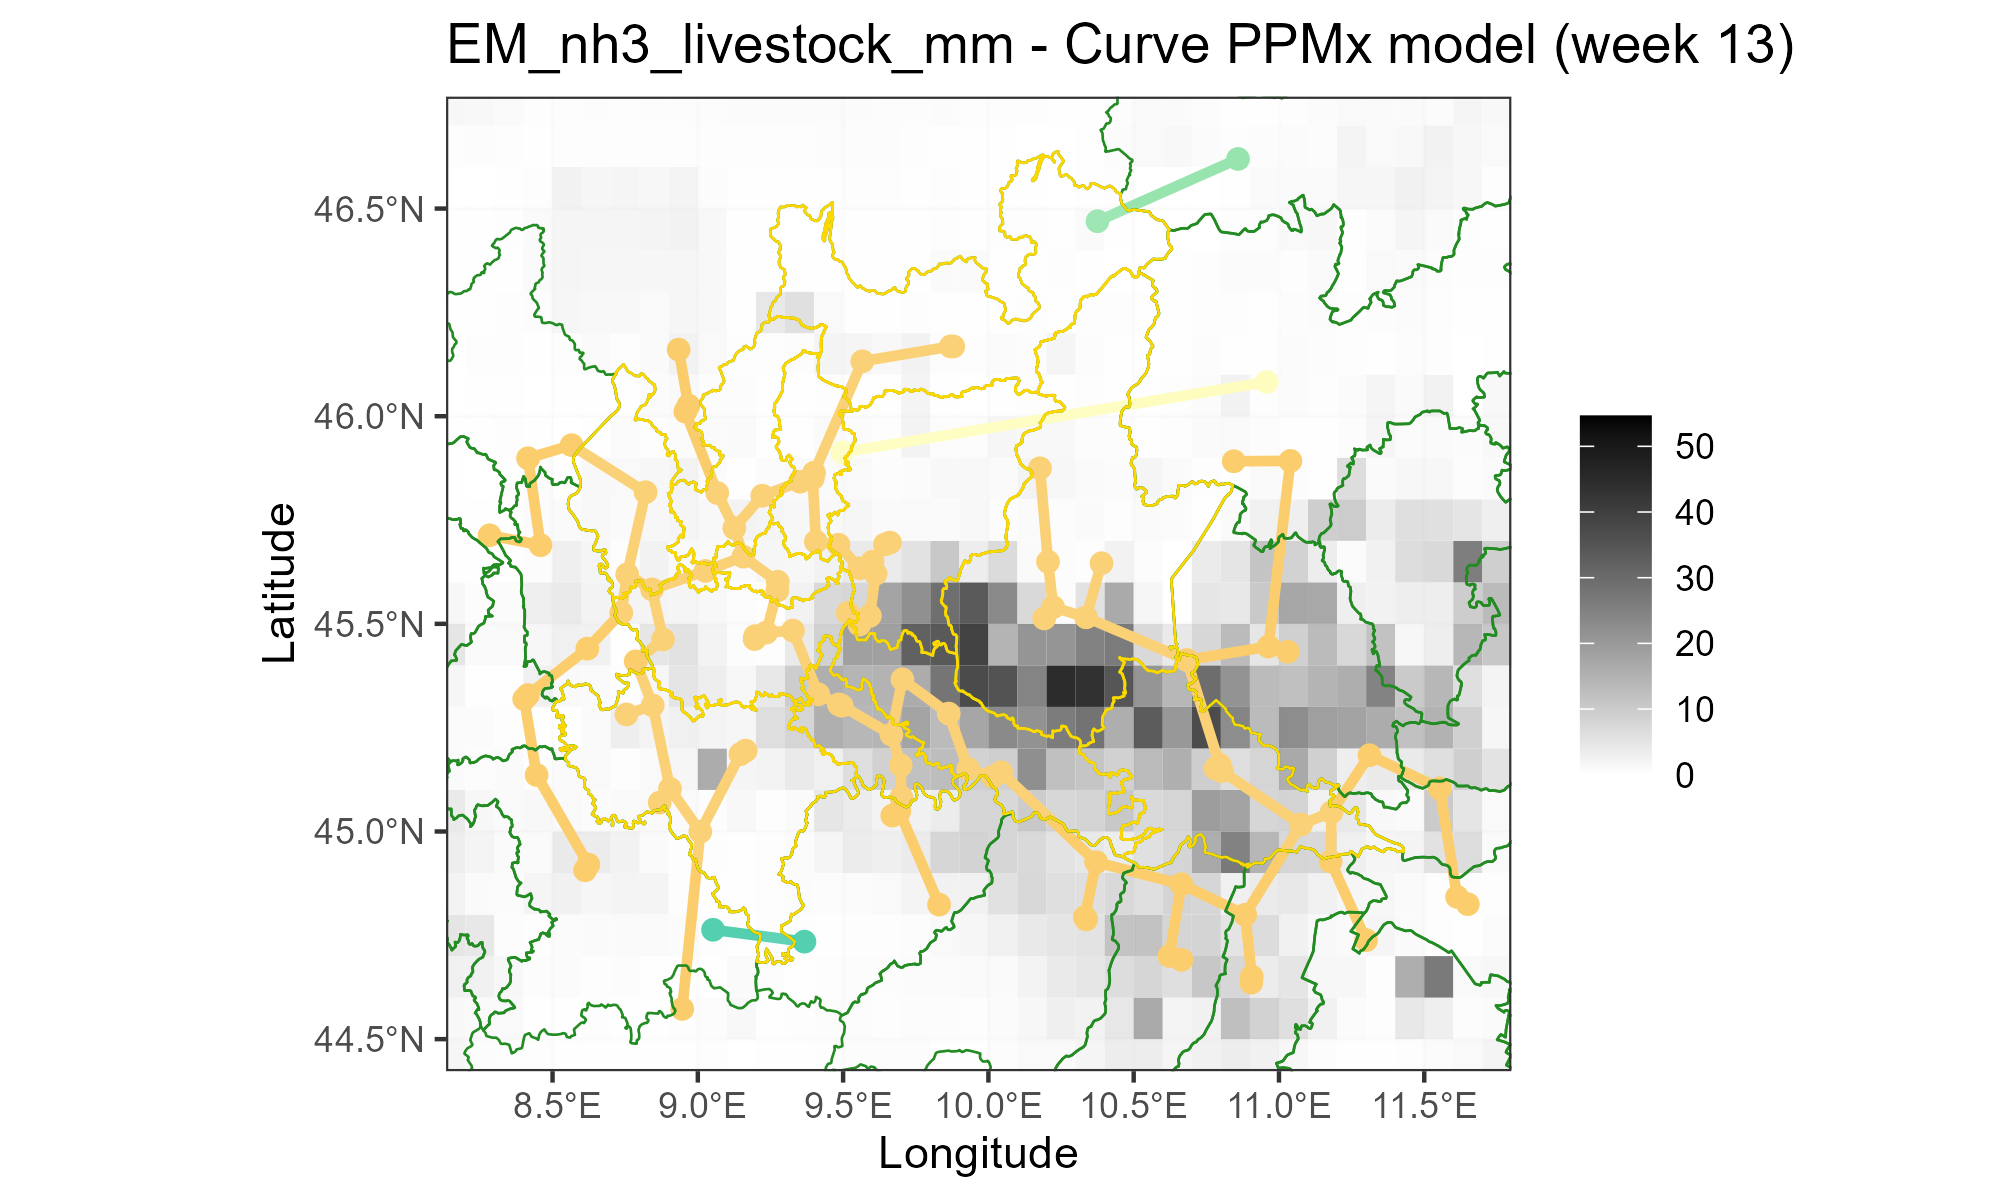 EM_nh3_livestock_mm - Curve PPMx model (week 13)
46.5°N
46.0°N
45.5°N
45.0°N
44.5°N
Latitude
8.5°E
9.0°E
9.5°E
10.0°E
10.5°E
11.0°E
11.5°E
Longitude
50
40
30
20
10
0